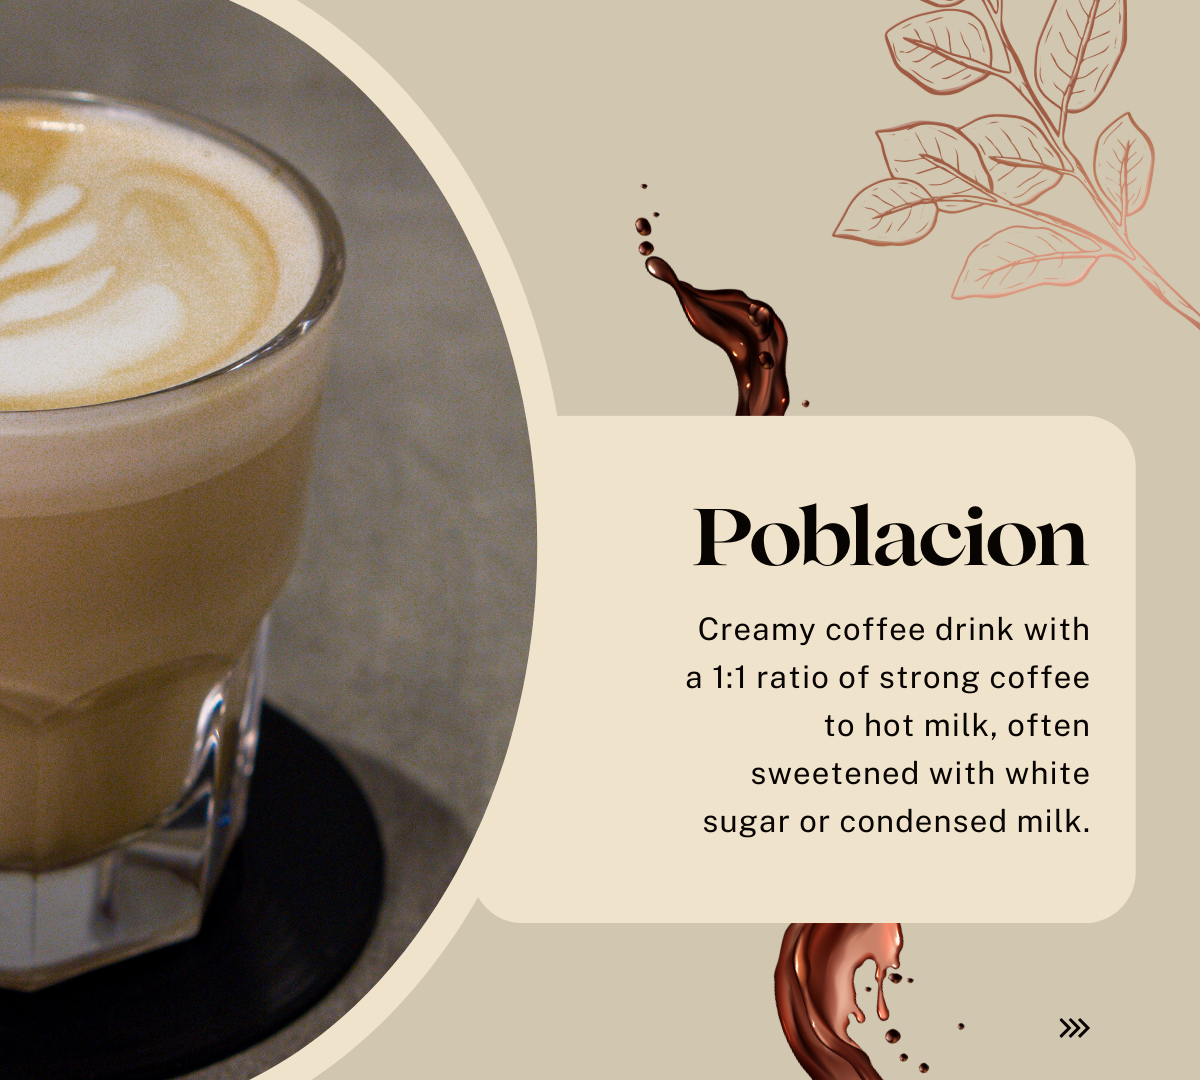 Poblacion
Creamy coffee drink with
a 1:1 ratio of strong coffee
to hot milk, often
sweetened with white
sugar or condensed milk.